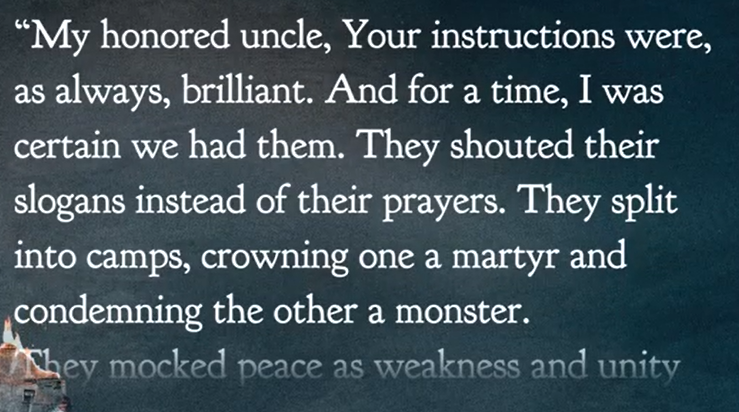 “My honored uncle, Your instructions were,
as always, brilliant. And for a time, I was
certain we had them. They shouted their
slogans instead of their prayers. They split
into camps, crowning one a martyr and
condemning the other a monster.
They mocked peace as weakness and unity